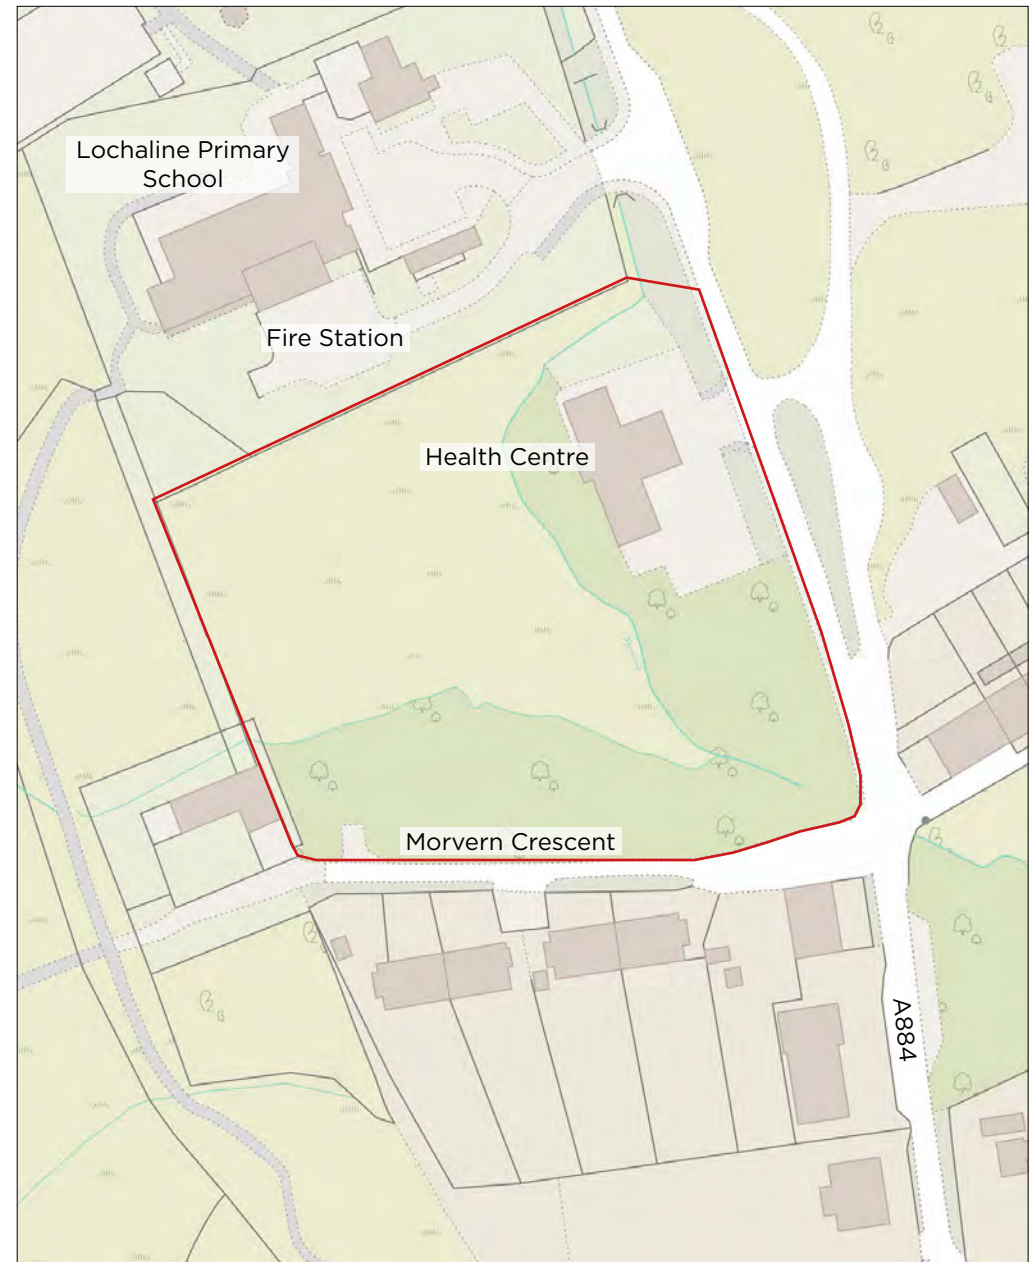 Lochaline Primary
School
Fire Station
Health Centre
Morvern Crescent
A884